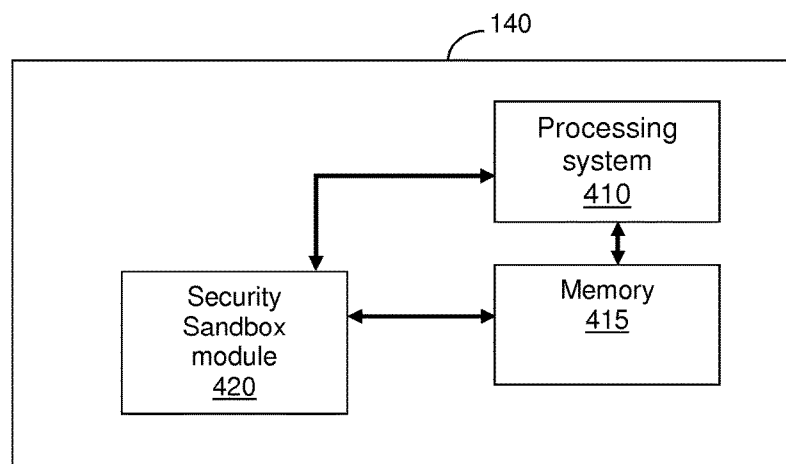 140
Processing
system
410
Security
Sandbox
module
420
Memory
415